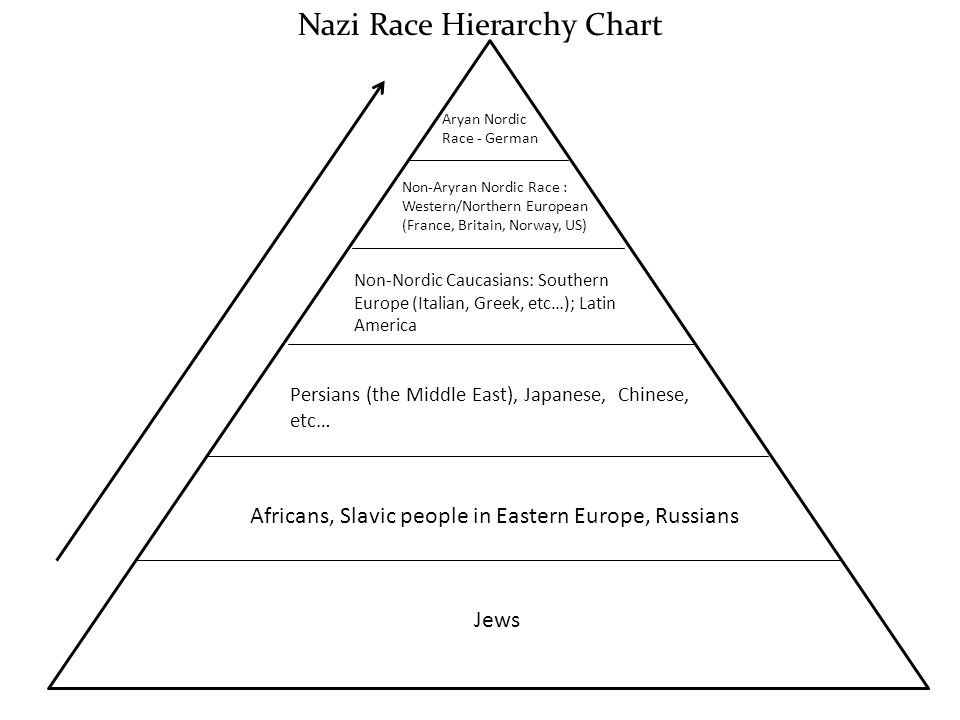 Nazi Race Hierarchy Chart
Aryan Nordic
Race - German
Non-Aryran Nordic Race :
Western/Northern European
(France, Britain, Norway, US)
Non-Nordic Caucasians: Southern
Europe (Italian, Greek, etc…); Latin
America
Persians (the Middle East), Japanese, Chinese,
etc…
Africans, Slavic people in Eastern Europe, Russians
Jews